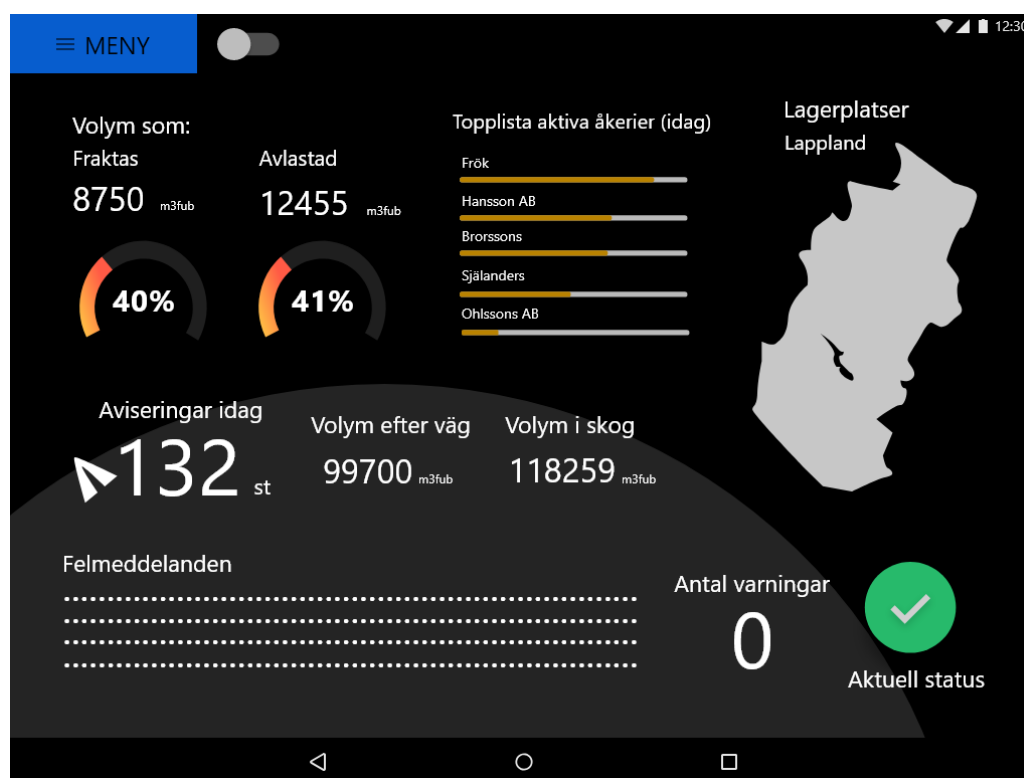 MENY
12:30
Volym som:
Fraktas
8750 m3fub
40%
Avlastad
12455 m3fub
41%
Topplista aktiva åkerier (idag)
Frök
Hansson AB
Brorssons
Själanders
Ohlssons AB
Lagerplatser
Lappland
Aviseringar idag
132 st
Volym efter väg
99700 m3fub
Volym i skog
118259 m3fub
Felmeddelanden
Antal varningar
0
Aktuell status